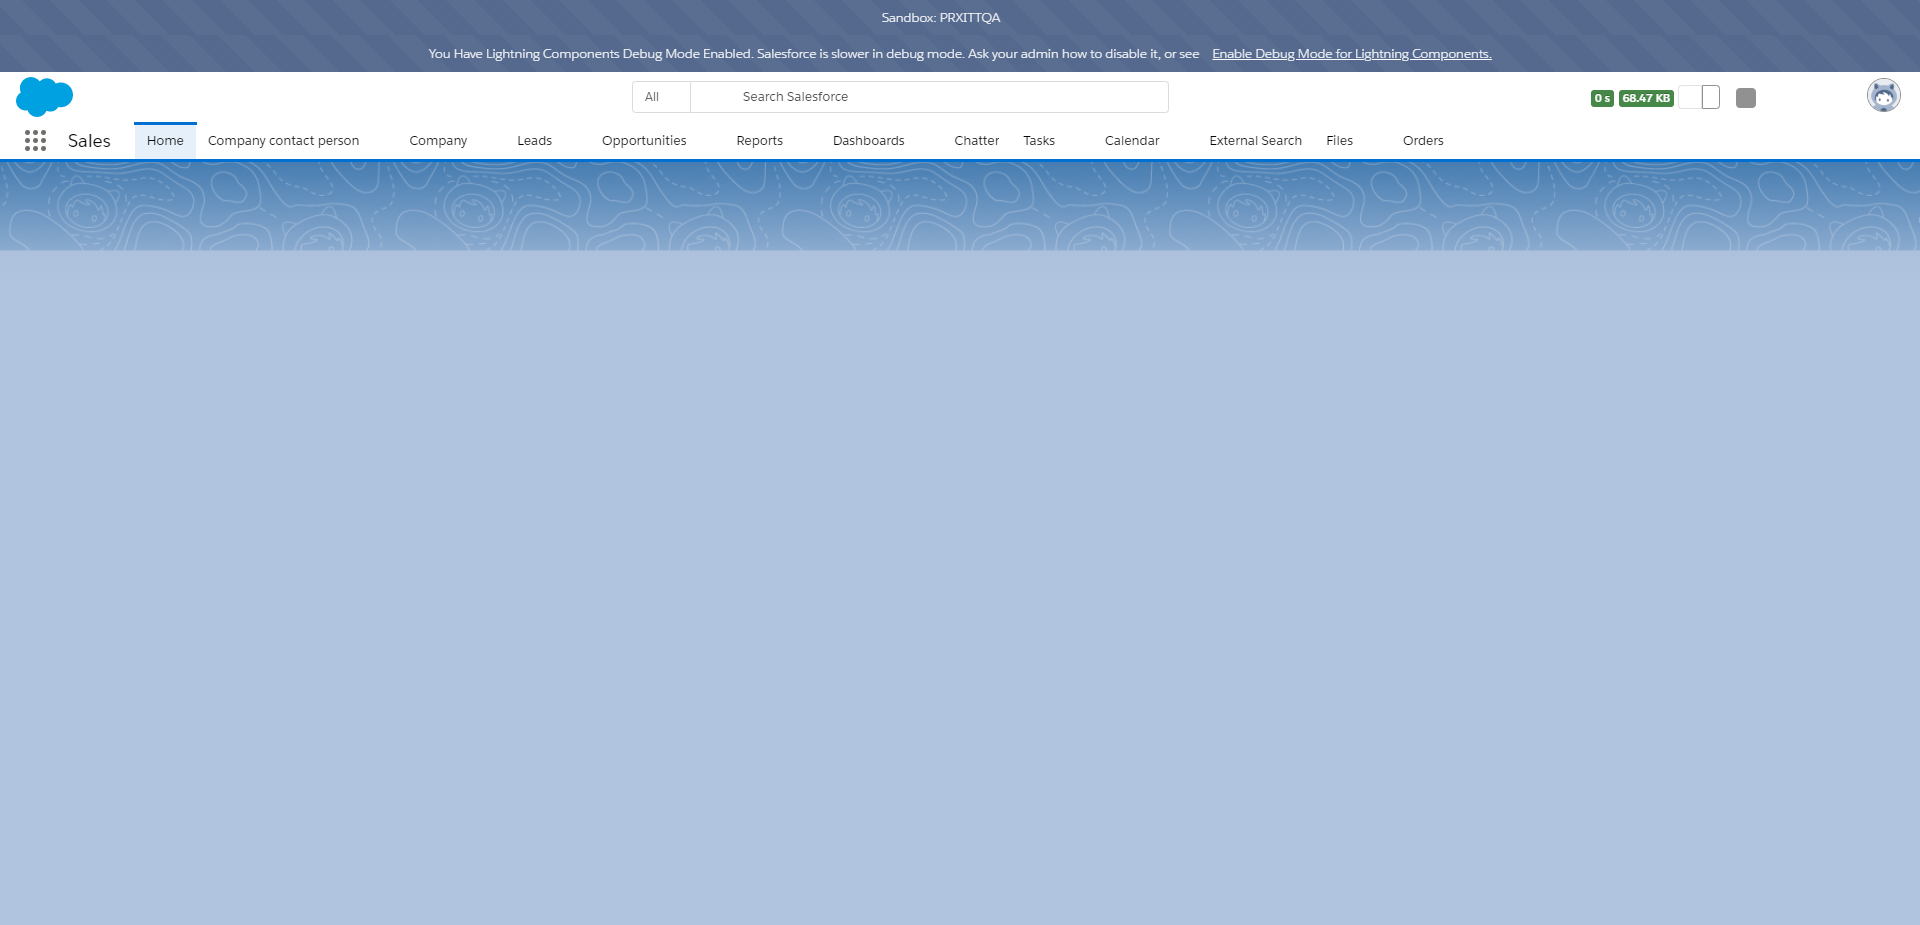 Sandbox: PRXITTQA
You Have Lightning Components Debug Mode Enabled. Salesforce is slower in debug mode. Ask your admin how to disable it, or see Enable Debug Mode for Lightning Components.
All Search Salesforce 0 s 68.47 KB
Sales Home Company contact person Company Leads Opportunities Reports Dashboards Chatter Tasks Calendar External Search Files Orders